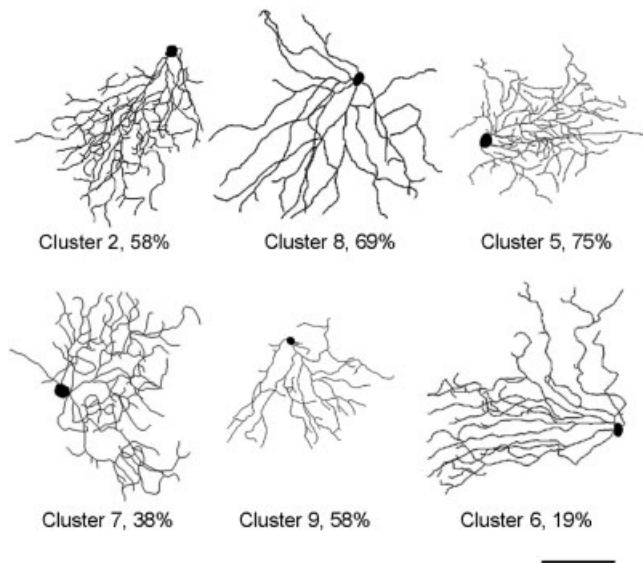 Cluster 2, 58%
Cluster 8, 69%
Cluster 5, 75%
Cluster 7, 38%
Cluster 9, 58%
Cluster 6, 19%